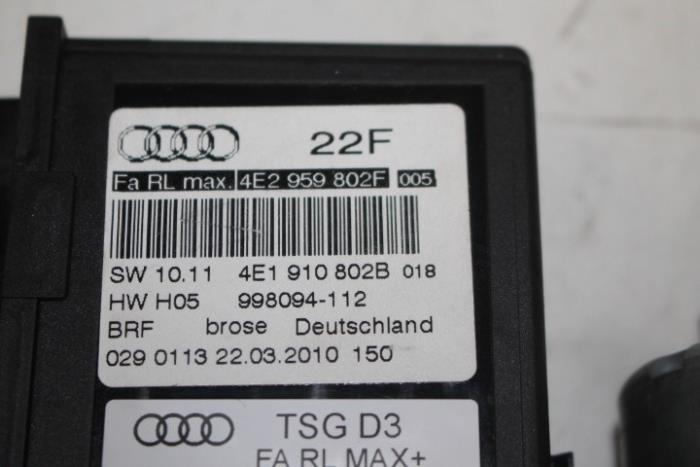 22F
Fa RL max. 4E2 959 802F 005
SW 10.11 4E1 910 802B 018
HW H05 998094-112
BRF brose Deutschland
029 0113 22.03.2010 150
TSG D3
FA RL MAX+